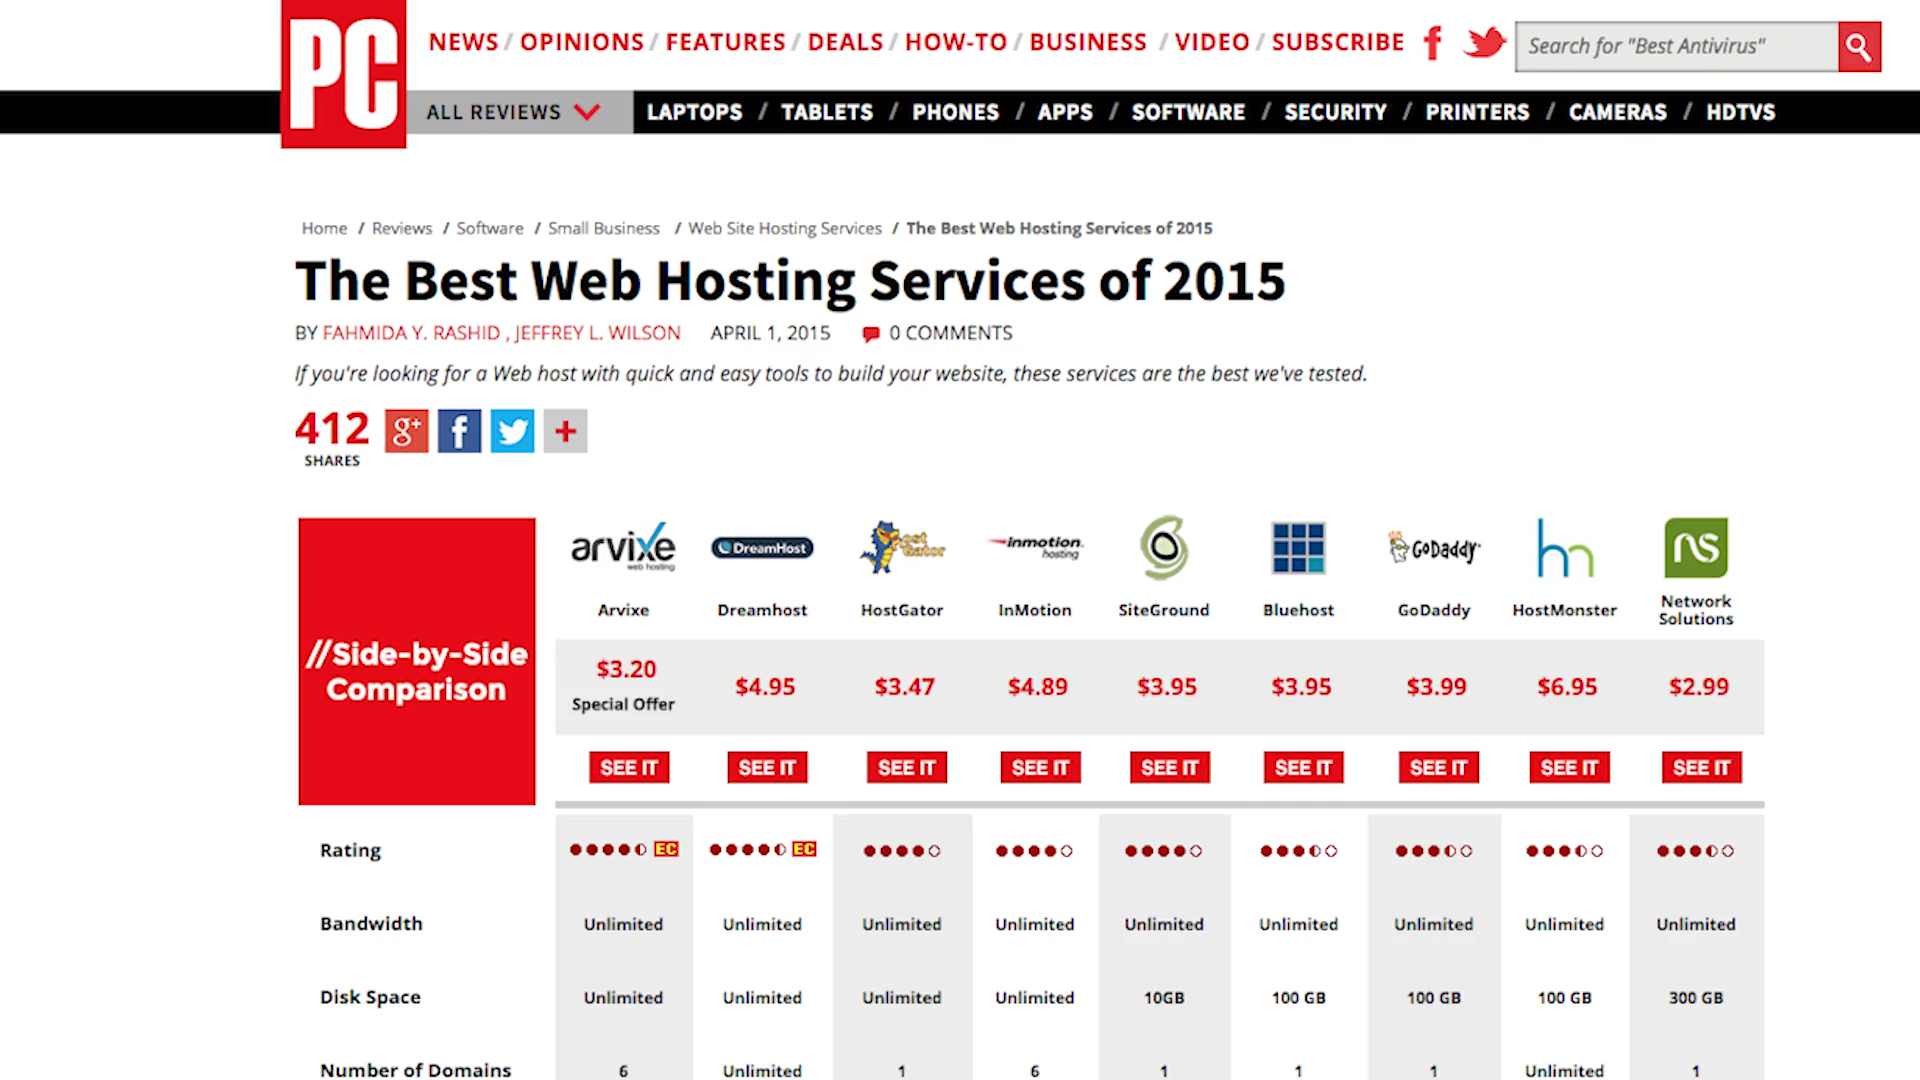 PC
NEWS / OPINIONS / FEATURES / DEALS / HOW-TO / BUSINESS / VIDEO / SUBSCRIBE
Search for "Best Antivirus"
ALL REVIEWS
LAPTOPS / TABLETS / PHONES / APPS / SOFTWARE / SECURITY / PRINTERS / CAMERAS / HDTVS
Home / Reviews / Software / Small Business / Web Site Hosting Services / The Best Web Hosting Services of 2015
The Best Web Hosting Services of 2015
BY FAHMIDA Y. RASHID , JEFFREY L. WILSON APRIL 1, 2015 0 COMMENTS
If you're looking for a Web host with quick and easy tools to build your website, these services are the best we've tested.
412
SHARES
g+ f +
//Side-by-Side
Comparison
arvixe
web hosting
DreamHost
Host
Gator
inmotion
hosting
GoDaddy
hm
ns
Arvixe Dreamhost HostGator InMotion SiteGround Bluehost GoDaddy HostMonster Network
Solutions
$3.20 $4.95 $3.47 $4.89 $3.95 $3.95 $3.99 $6.95 $2.99
Special Offer
SEE IT SEE IT SEE IT SEE IT SEE IT SEE IT SEE IT SEE IT SEE IT
Rating EC EC
Bandwidth Unlimited Unlimited Unlimited Unlimited Unlimited Unlimited Unlimited Unlimited Unlimited
Disk Space Unlimited Unlimited Unlimited Unlimited 10GB 100 GB 100 GB 100 GB 300 GB
Number of Domains 6 Unlimited 1 6 1 1 1 Unlimited 1